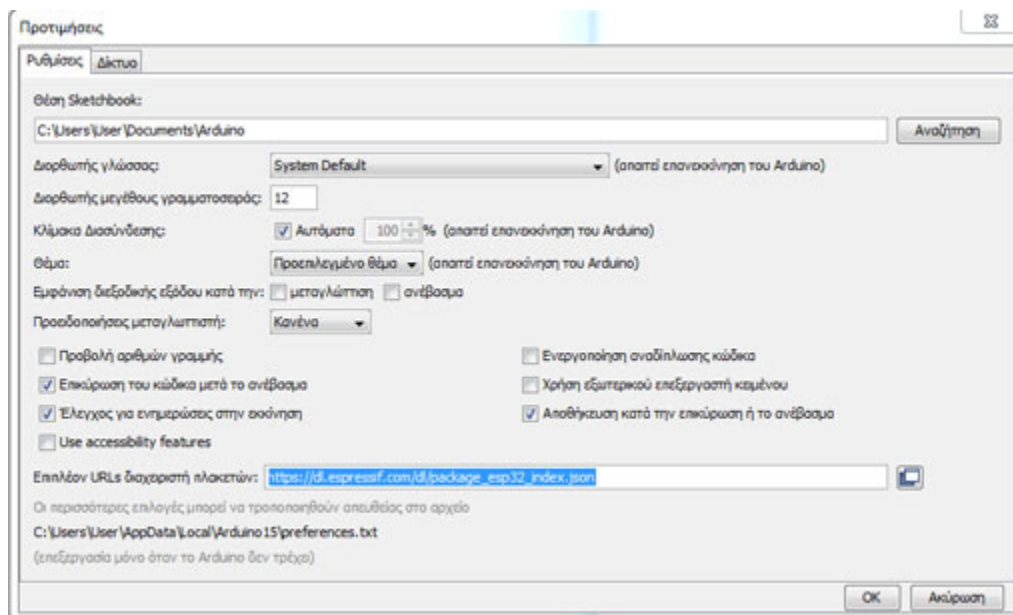 Προτιμήσεις
Ρυθμίσεις Δίκτυο
Θέση Sketchbook:
C:\Users\User\Documents\Arduino Αναζήτηση
Διορθωτής γλώσσας: System Default (απαιτεί επανεκκίνηση του Arduino)
Διορθωτής μεγέθους γραμματοσειράς: 12
Κλίμακα Διασύνδεσης: Αυτόματα 100 % (απαιτεί επανεκκίνηση του Arduino)
Θέμα: Προεπιλεγμένο θέμα (απαιτεί επανεκκίνηση του Arduino)
Εμφάνιση διεξοδικής εξόδου κατά την: μεταγλώττιση ανέβασμα
Προειδοποιήσεις μεταγλωττιστή: Κανένα
Προβολή αριθμών γραμμής Ενεργοποίηση αναδίπλωσης κώδικα
Επικύρωση του κώδικα μετά το ανέβασμα Χρήση εξωτερικού επεξεργαστή κειμένου
Έλεγχος για ενημερώσεις στην εκκίνηση Αποθήκευση κατά την επικύρωση ή το ανέβασμα
Use accessibility features
Επιπλέον URLs διαχειριστή πλακετών: https://dl.espressif.com/dl/package_esp32_index.json
Οι περισσότερες επιλογές μπορεί να τροποποιηθούν απευθείας στο αρχείο
C:\Users\User\AppData\Local\Arduino15\preferences.txt
(επεξεργασία μόνο όταν το Arduino δεν τρέχει)
OK Ακύρωση